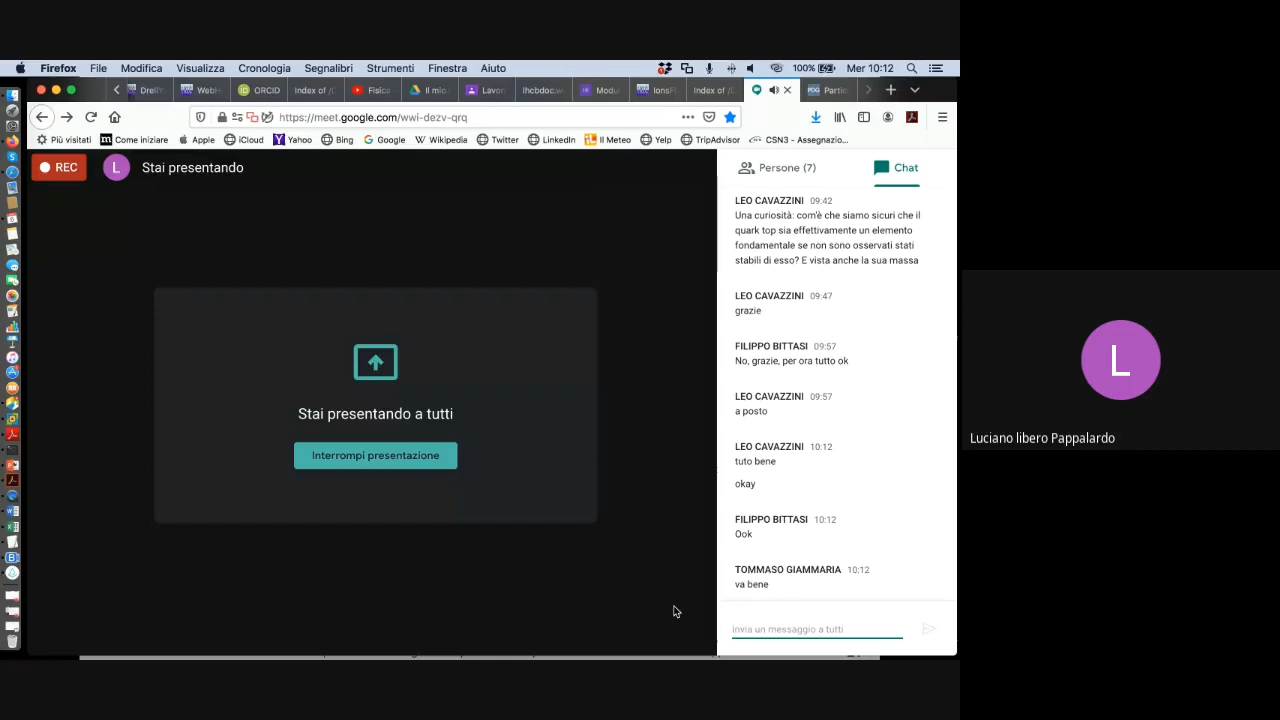 Firefox File Modifica Visualizza Cronologia Segnalibri Strumenti Finestra Aiuto 100% Mer 10:12
DrellY WebH ORCID Index of / Fisica Il mio Lavor lhcbdoc.w Modul IonsFi Index of / Partic
https://meet.google.com/wwi-dezv-qrq
Più visitati Come iniziare Apple iCloud Yahoo Bing Google Wikipedia Twitter LinkedIn Il Meteo Yelp TripAdvisor CSN3 - Assegnazio...
REC L Stai presentando
Persone (7) Chat
LEO CAVAZZINI 09:42
Una curiosità: com'è che siamo sicuri che il
quark top sia effettivamente un elemento
fondamentale se non sono osservati stati
stabili di esso? E vista anche la sua massa
LEO CAVAZZINI 09:47
grazie
FILIPPO BITTASI 09:57
No, grazie, per ora tutto ok
LEO CAVAZZINI 09:57
a posto
LEO CAVAZZINI 10:12
tuto bene
okay
FILIPPO BITTASI 10:12
Ook
TOMMASO GIAMMARIA 10:12
va bene
Invia un messaggio a tutti
Stai presentando a tutti
Interrompi presentazione
L
Luciano libero Pappalardo